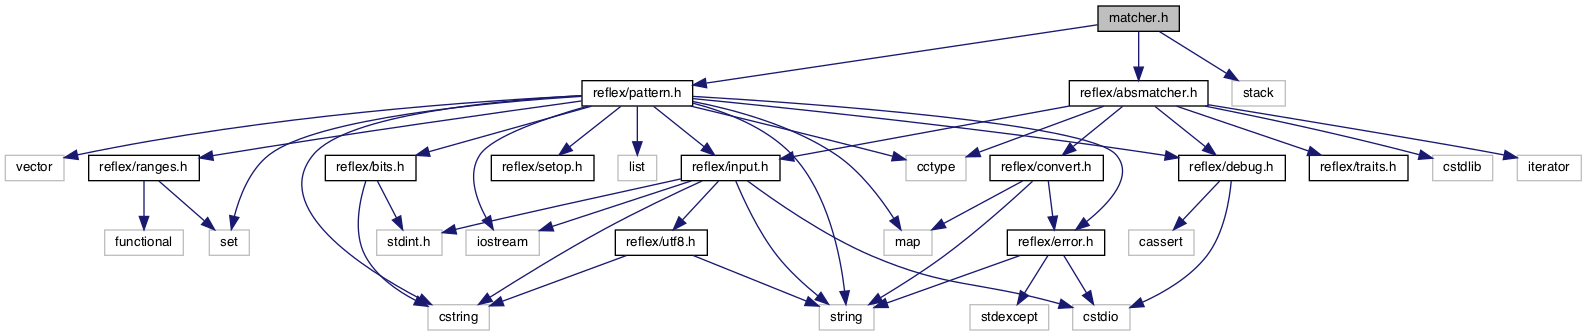 matcher.h
reflex/pattern.h
reflex/absmatcher.h
stack
vector
reflex/ranges.h
reflex/bits.h
reflex/setop.h
list
reflex/input.h
cctype
reflex/convert.h
reflex/debug.h
reflex/traits.h
cstdlib
iterator
functional
set
stdint.h
iostream
reflex/utf8.h
map
reflex/error.h
cassert
cstring
string
stdexcept
cstdio